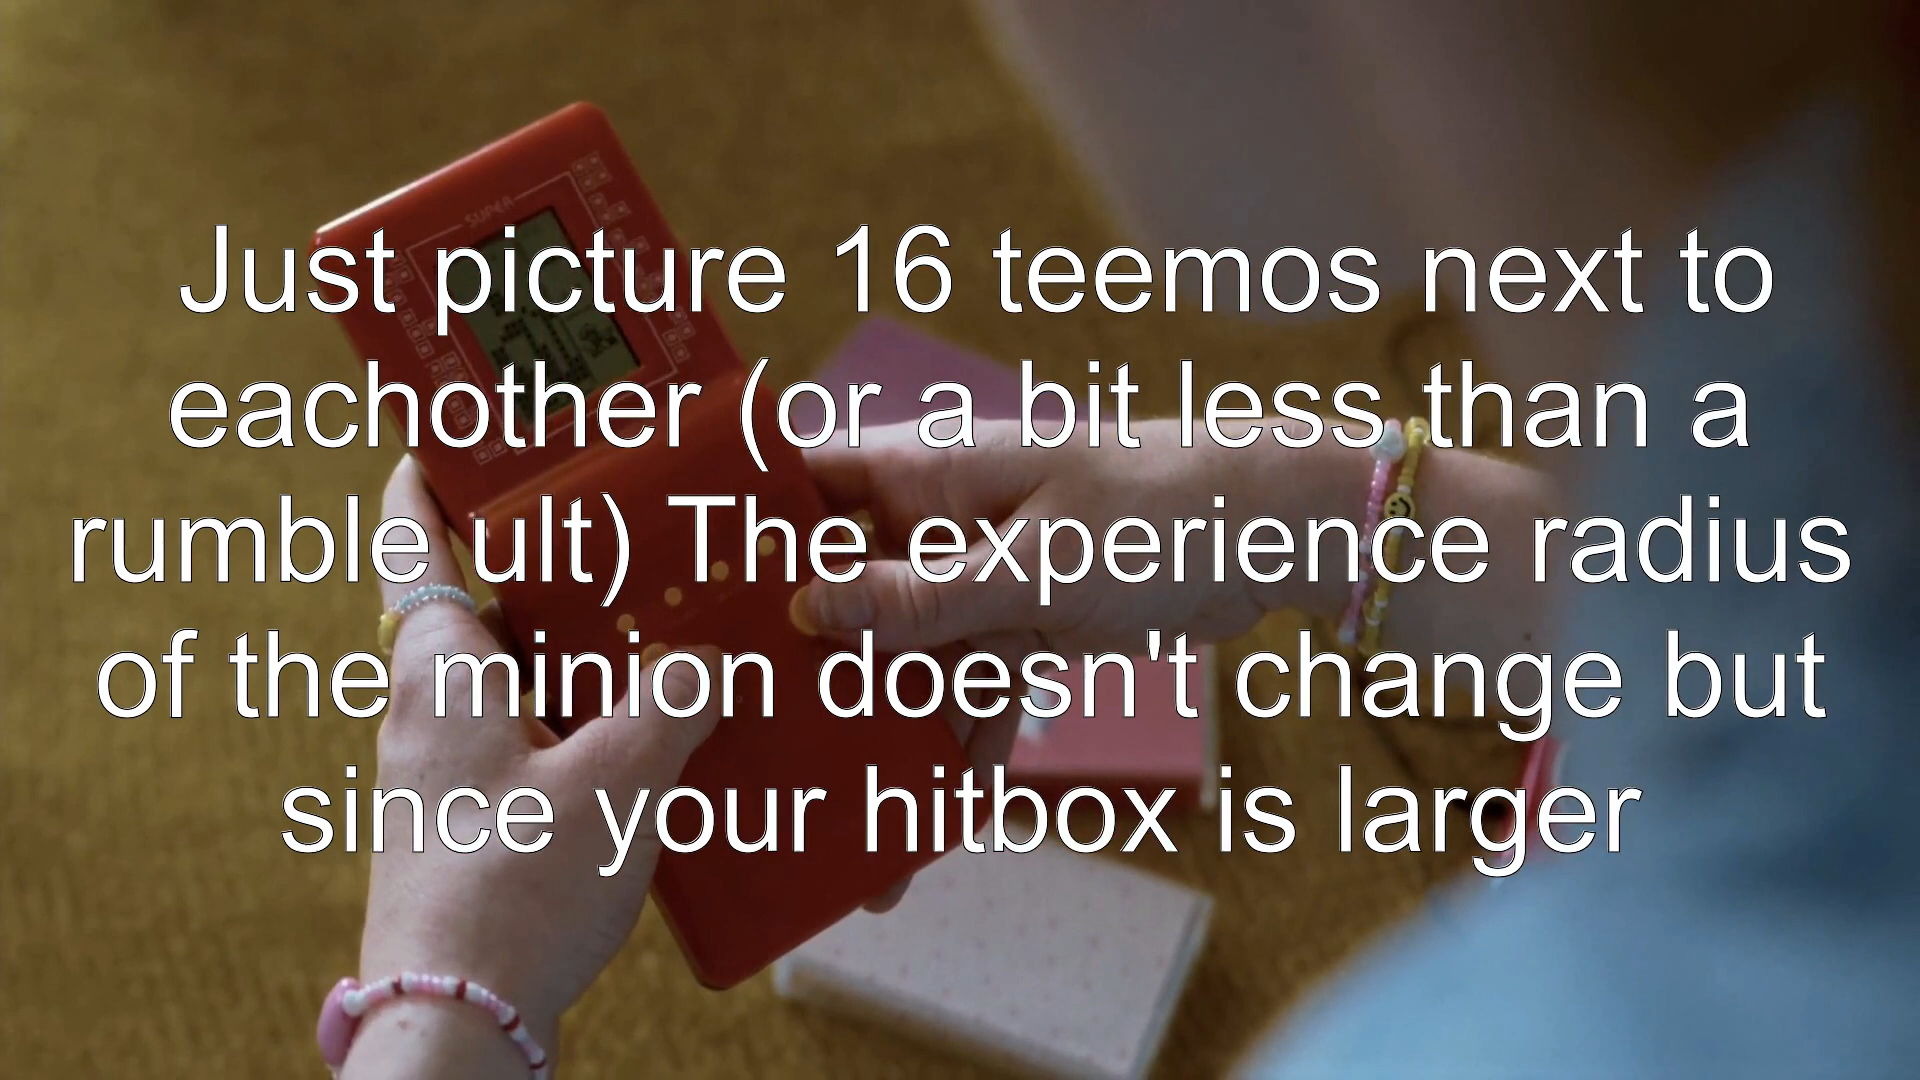 SUPER
Just picture 16 teemos next to
eachother (or a bit less than a
rumble ult) The experience radius
of the minion doesn't change but
since your hitbox is larger